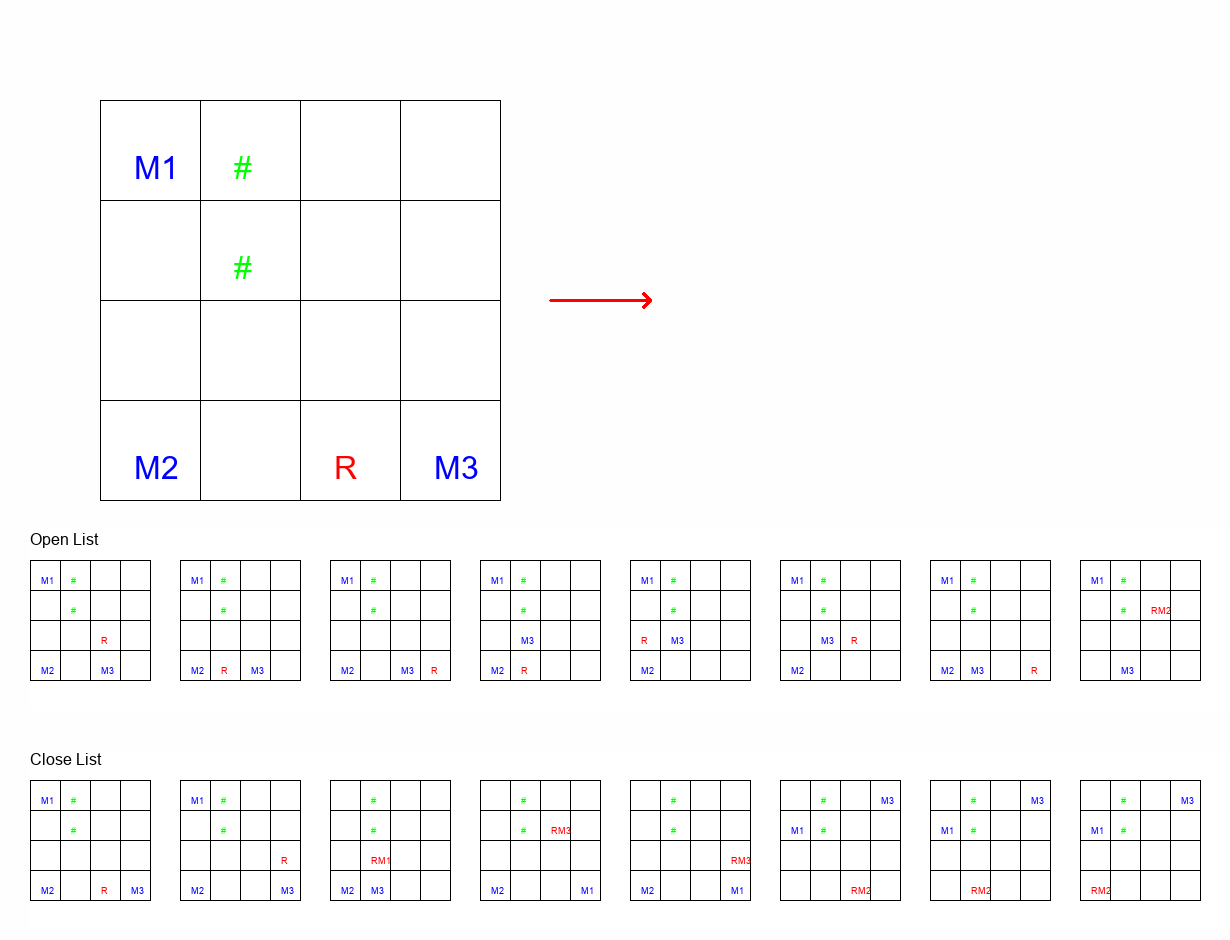 M1 #
#
M2 R M3
Open List
M1 # M1 # M1 # M1 # M1 # M1 # M1 # M1 #
# # # # # # # # RM2
R M3 R M3 M3 R
M2 M3 M2 R M3 M2 M3 R M2 R M2 M2 M2 M3 R M3
Close List
M1 # M1 # # # # # M3 # M3 # M3
# # # # RM3 # M1 # M1 # M1 #
R RM1 RM3
M2 R M3 M2 M3 M2 M3 M2 M1 M2 M1 RM2 RM2 RM2